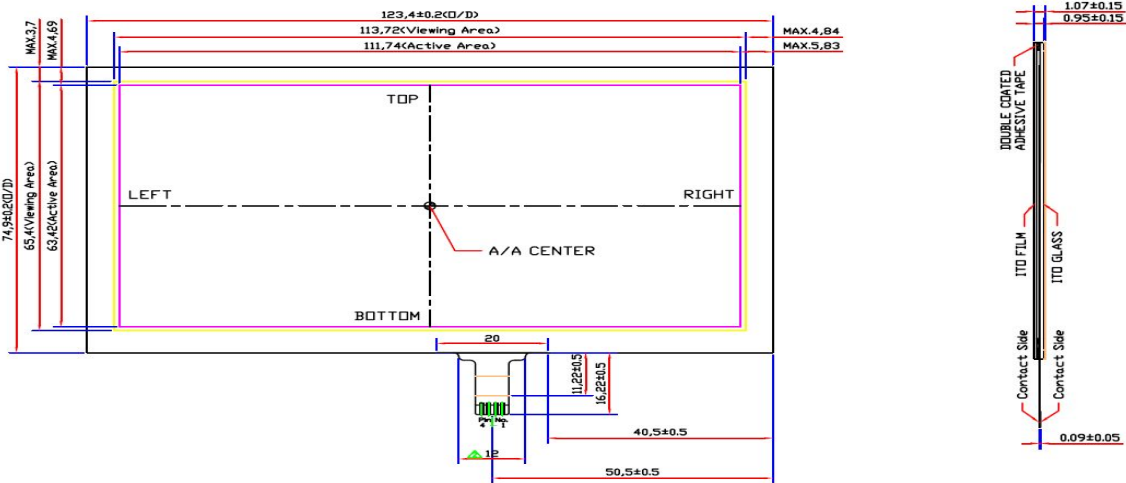 123,4±0.2(O/D)
113,72(Viewing Area)
111,74(Active Area)
MAX.4,84
MAX.5,83
MAX.3,7
MAX.4,69
74,9±0.2(O/D)
65,4(Viewing Area)
63,42(Active Area)
TOP
LEFT
RIGHT
A/A CENTER
BOTTOM
20
11,22±0.5
16,22±0.5
Pin No.
4 1
12
40,5±0.5
50,5±0.5
1.07±0.15
0.95±0.15
DOUBLE COATED
ADHESIVE TAPE
ITO FILM
ITO GLASS
Contact Side
Contact Side
0.09±0.05